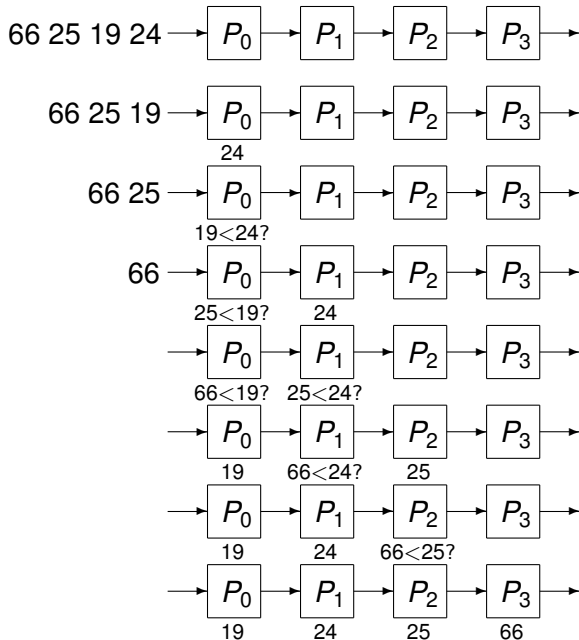 66 25 19 24 P0 P1 P2 P3
66 25 19 P0 P1 P2 P3
24
66 25 P0 P1 P2 P3
19<24?
66 P0 P1 P2 P3
25<19? 24
P0 P1 P2 P3
66<19? 25<24?
P0 P1 P2 P3
19 66<24? 25
P0 P1 P2 P3
19 24 66<25?
P0 P1 P2 P3
19 24 25 66